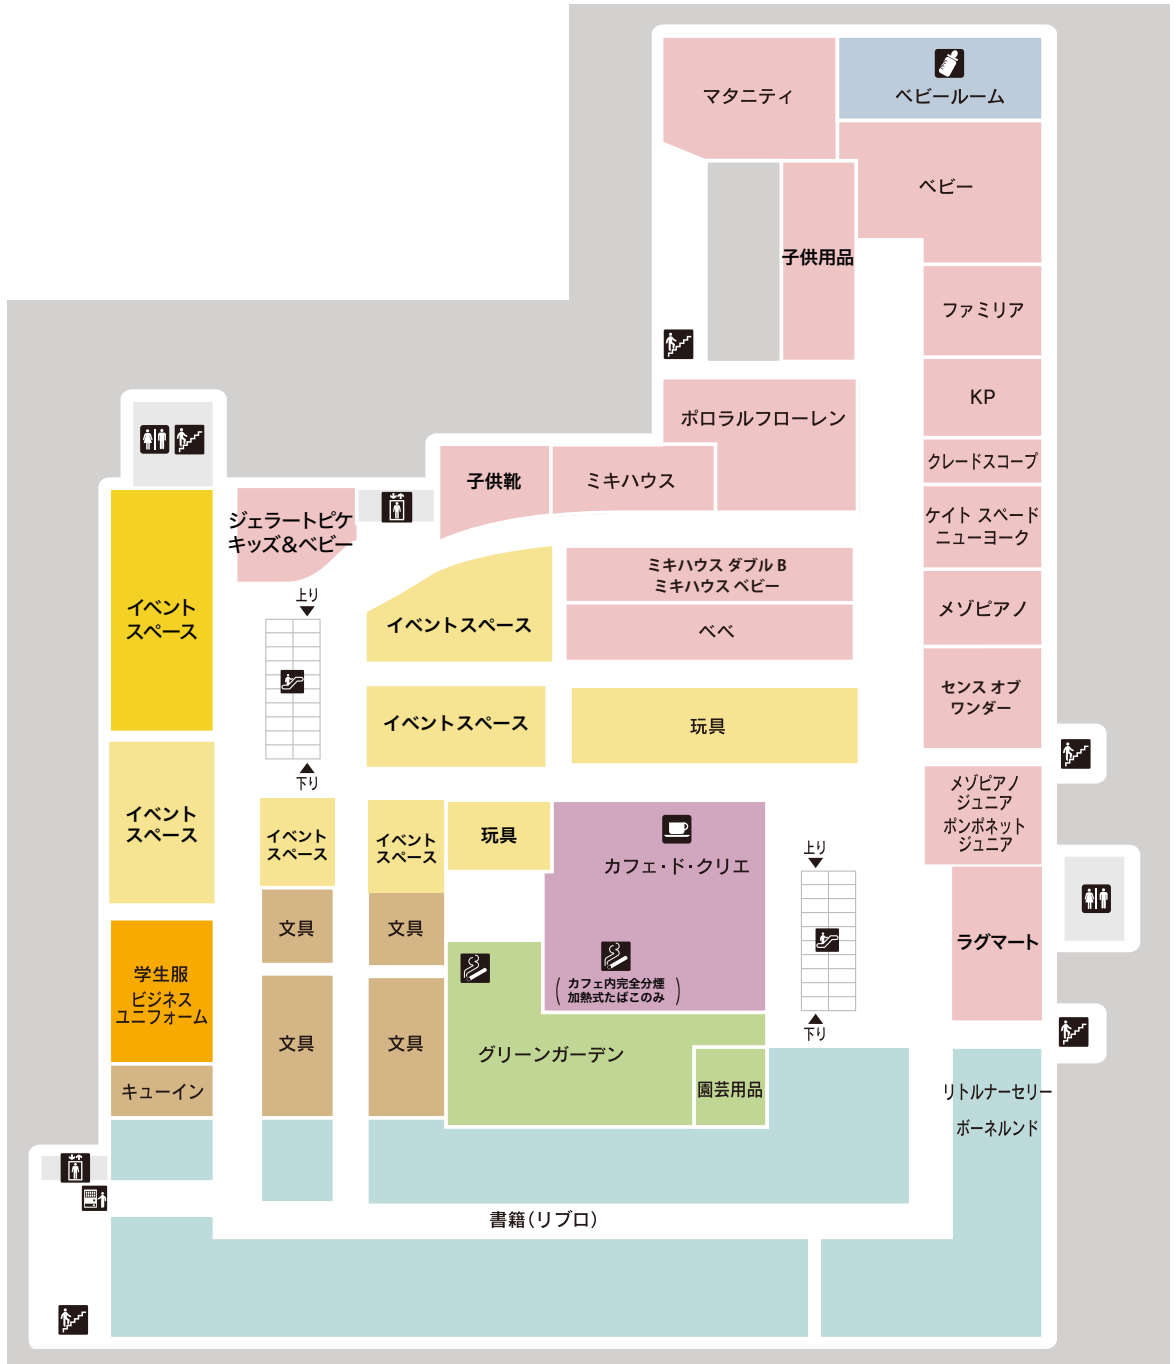 マタニティ
ベビールーム
ベビー
子供用品
ファミリア
KP
ポロラルフローレン
クレードスコープ
子供靴
ミキハウス
ケイト スペード
ニューヨーク
ジェラートピケ
キッズ&ベビー
ミキハウス ダブル B
ミキハウス ベビー
べべ
メゾピアノ
上り
下り
イベント
スペース
イベントスペース
イベントスペース
玩具
センス オブ
ワンダー
メゾピアノ
ジュニア
ポンポネット
ジュニア
イベント
スペース
イベント
スペース
イベント
スペース
玩具
カフェ・ド・クリエ
(カフェ内完全分煙
加熱式たばこのみ)
上り
下り
ラグマート
文具
文具
学生服
ビジネス
ユニフォーム
文具
文具
グリーンガーデン
園芸用品
キューイン
リトルナーセリー
ボーネルンド
書籍(リブロ)